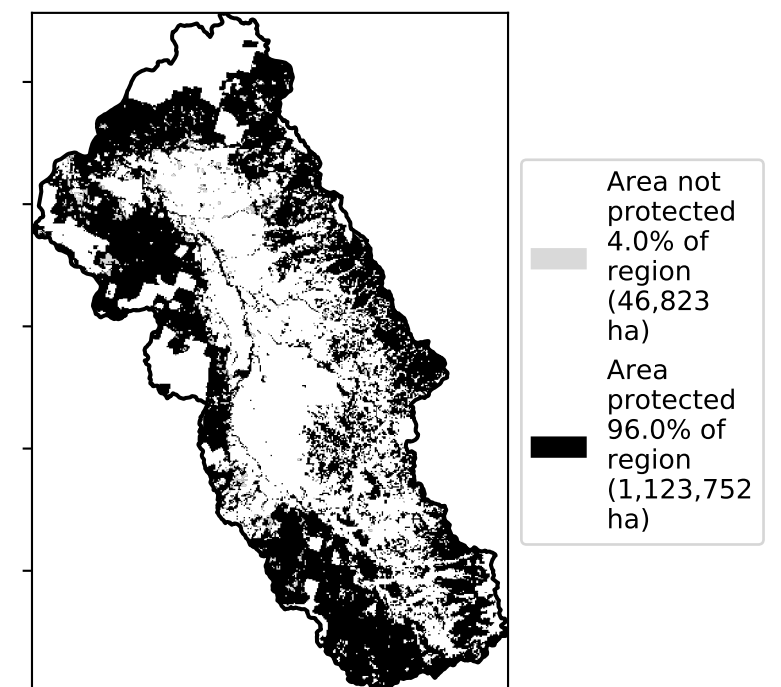 Area not
protected
4.0% of
region
(46,823
ha)
Area
protected
96.0% of
region
(1,123,752
ha)